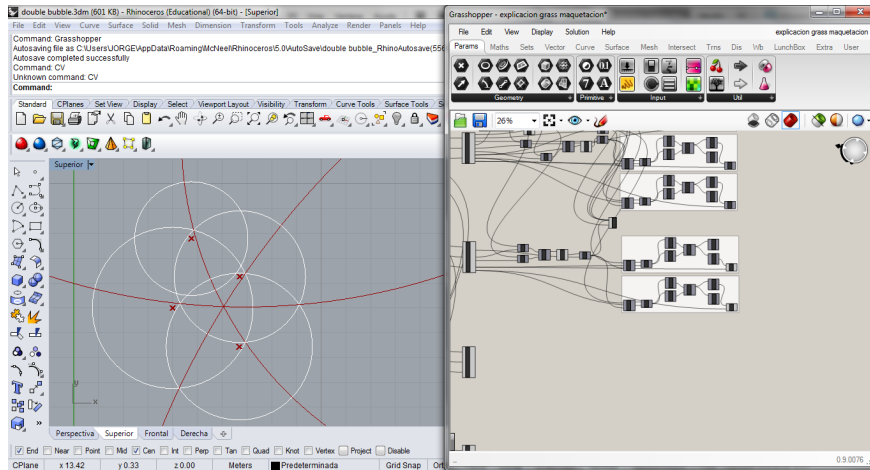 double bubble.3dm (601 KB) - Rhinoceros (Educational) (64-bit) - [Superior]
File Edit View Curve Surface Solid Mesh Dimension Transform Tools Analyze Render Panels Help
Command: Grasshopper
Autosaving file as C:\Users\JORGE\AppData\Roaming\McNeel\Rhinoceros\5.0\AutoSave\double bubble_RhinoAutosave(556
Autosave completed successfully
Command: CV
Unknown command: CV
Command:
Standard CPlanes Set View Display Select Viewport Layout Visibility Transform Curve Tools Surface Tools
Superior
y
x
Perspectiva Superior Frontal Derecha
End Near Point Mid Cen Int Perp Tan Quad Knot Vertex Project Disable
CPlane x 13.42 y 0.33 z 0.00 Meters Predeterminada Grid Snap Ort
Grasshopper - explicacion grass maquetacion*
File Edit View Display Solution Help explicacion grass maquetacion
Params Maths Sets Vector Curve Surface Mesh Intersect Trns Dis Wb LunchBox Extra User
Geometry + Primitive + Input + Util +
26%
0.9.0076